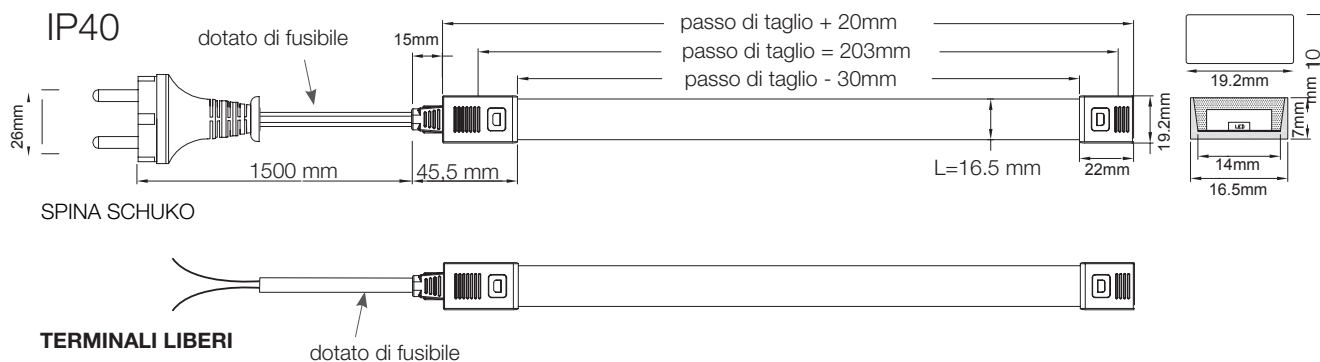 IP40
dotato di fusibile
15mm
passo di taglio + 20mm
passo di taglio = 203mm
passo di taglio - 30mm
26mm
1500 mm
45.5 mm
L=16.5 mm
22mm
19.2mm
19.2mm
10 mm
LED
7mm
14mm
16.5mm
SPINA SCHUKO
TERMINALI LIBERI
dotato di fusibile